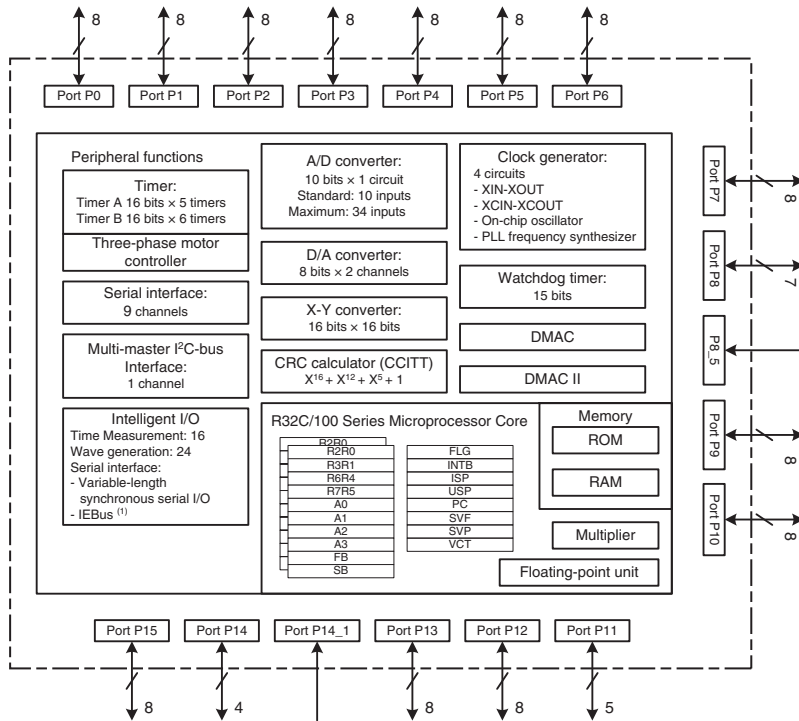 8 8 8 8 8 8 8
Port P0 Port P1 Port P2 Port P3 Port P4 Port P5 Port P6
Peripheral functions
Timer:
Timer A 16 bits × 5 timers
Timer B 16 bits × 6 timers
Three-phase motor
controller
Serial interface:
9 channels
Multi-master I²C-bus
Interface:
1 channel
Intelligent I/O
Time Measurement: 16
Wave generation: 24
Serial interface:
- Variable-length
synchronous serial I/O
- IEBus (1)
A/D converter:
10 bits × 1 circuit
Standard: 10 inputs
Maximum: 34 inputs
D/A converter:
8 bits × 2 channels
X-Y converter:
16 bits × 16 bits
CRC calculator (CCITT)
X¹⁶ + X¹² + X⁵ + 1
Clock generator:
4 circuits
- XIN-XOUT
- XCIN-XCOUT
- On-chip oscillator
- PLL frequency synthesizer
Watchdog timer:
15 bits
DMAC
DMAC II
R32C/100 Series Microprocessor Core
R2R0
R2R0
R3R1
R6R4
R7R5
A0
A1
A2
A3
FB
SB
FLG
INTB
ISP
USP
PC
SVF
SVP
VCT
Memory
ROM
RAM
Multiplier
Floating-point unit
Port P7
8
Port P8
7
P8_5
Port P9
8
Port P10
8
Port P15 Port P14 Port P14_1 Port P13 Port P12 Port P11
8 4 8 8 5